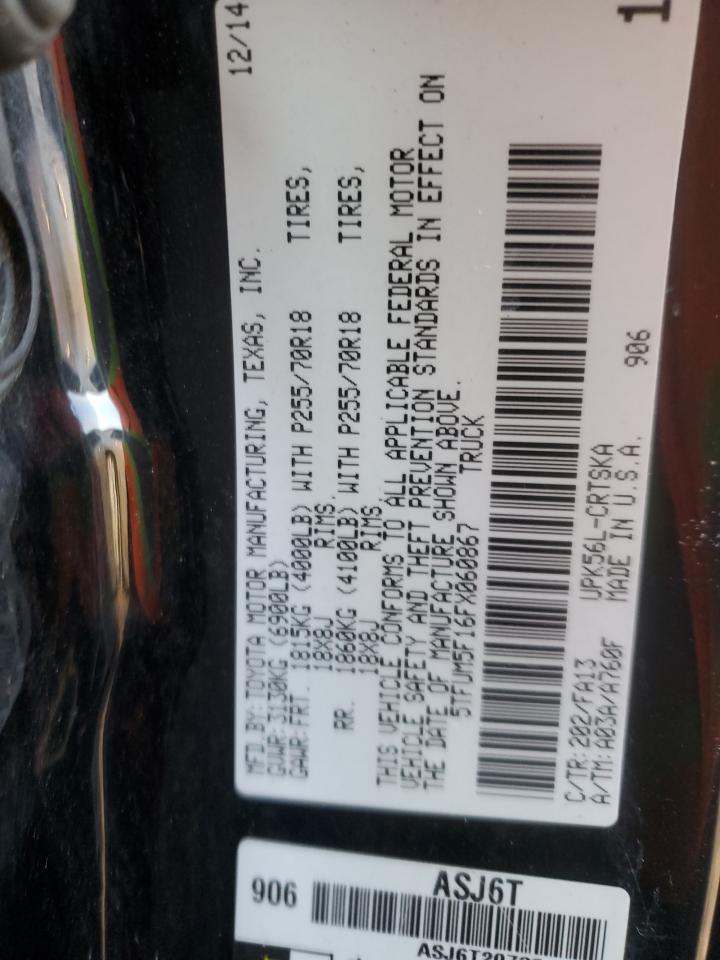 MFD.BY: TOYOTA MOTOR MANUFACTURING, TEXAS, INC. 12/14
GVWR: 3130KG (6900LB)
GAWR: FRT. 1815KG (4000LB) WITH P255/70R18 TIRES,
18X8J RIMS.
RR. 1860KG (4100LB) WITH P255/70R18 TIRES,
18X8J RIMS.
THIS VEHICLE CONFORMS TO ALL APPLICABLE FEDERAL MOTOR
VEHICLE SAFETY AND THEFT PREVENTION STANDARDS IN EFFECT ON
THE DATE OF MANUFACTURE SHOWN ABOVE.
5TFUM5F16FX060867 TRUCK
C/TR: 202/FA13 UPK56L-CRTSKA 906
A/TM: A03A/A760F MADE IN U.S.A.
1
906 ASJ6T